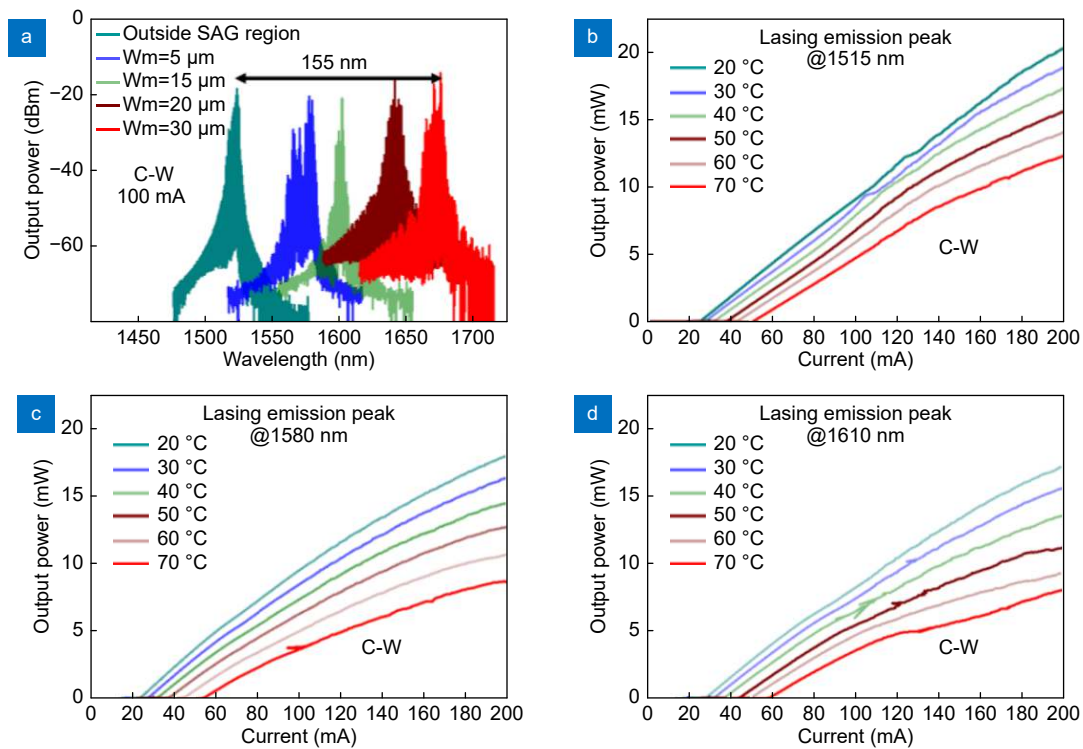 a
Outside SAG region
Wm=5 μm
Wm=15 μm
Wm=20 μm
Wm=30 μm
155 nm
C-W
100 mA
0
−20
−40
−60
Output power (dBm)
1450 1500 1550 1600 1650 1700
Wavelength (nm)
b
Lasing emission peak
@1515 nm
20 °C
30 °C
40 °C
50 °C
60 °C
70 °C
C-W
20
15
10
5
0
Output power (mW)
0 20 40 60 80 100 120 140 160 180 200
Current (mA)
c
Lasing emission peak
@1580 nm
20 °C
30 °C
40 °C
50 °C
60 °C
70 °C
C-W
20
15
10
5
0
Output power (mW)
0 20 40 60 80 100 120 140 160 180 200
Current (mA)
d
Lasing emission peak
@1610 nm
20 °C
30 °C
40 °C
50 °C
60 °C
70 °C
C-W
20
15
10
5
0
Output power (mW)
0 20 40 60 80 100 120 140 160 180 200
Current (mA)